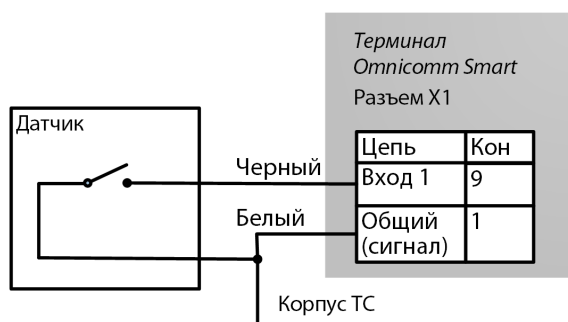 Терминал
Omnicomm Smart
Разъем X1
Датчик
Цепь Кон
Черный
Вход 1 9
Белый
Общий 1
(сигнал)
Корпус ТС